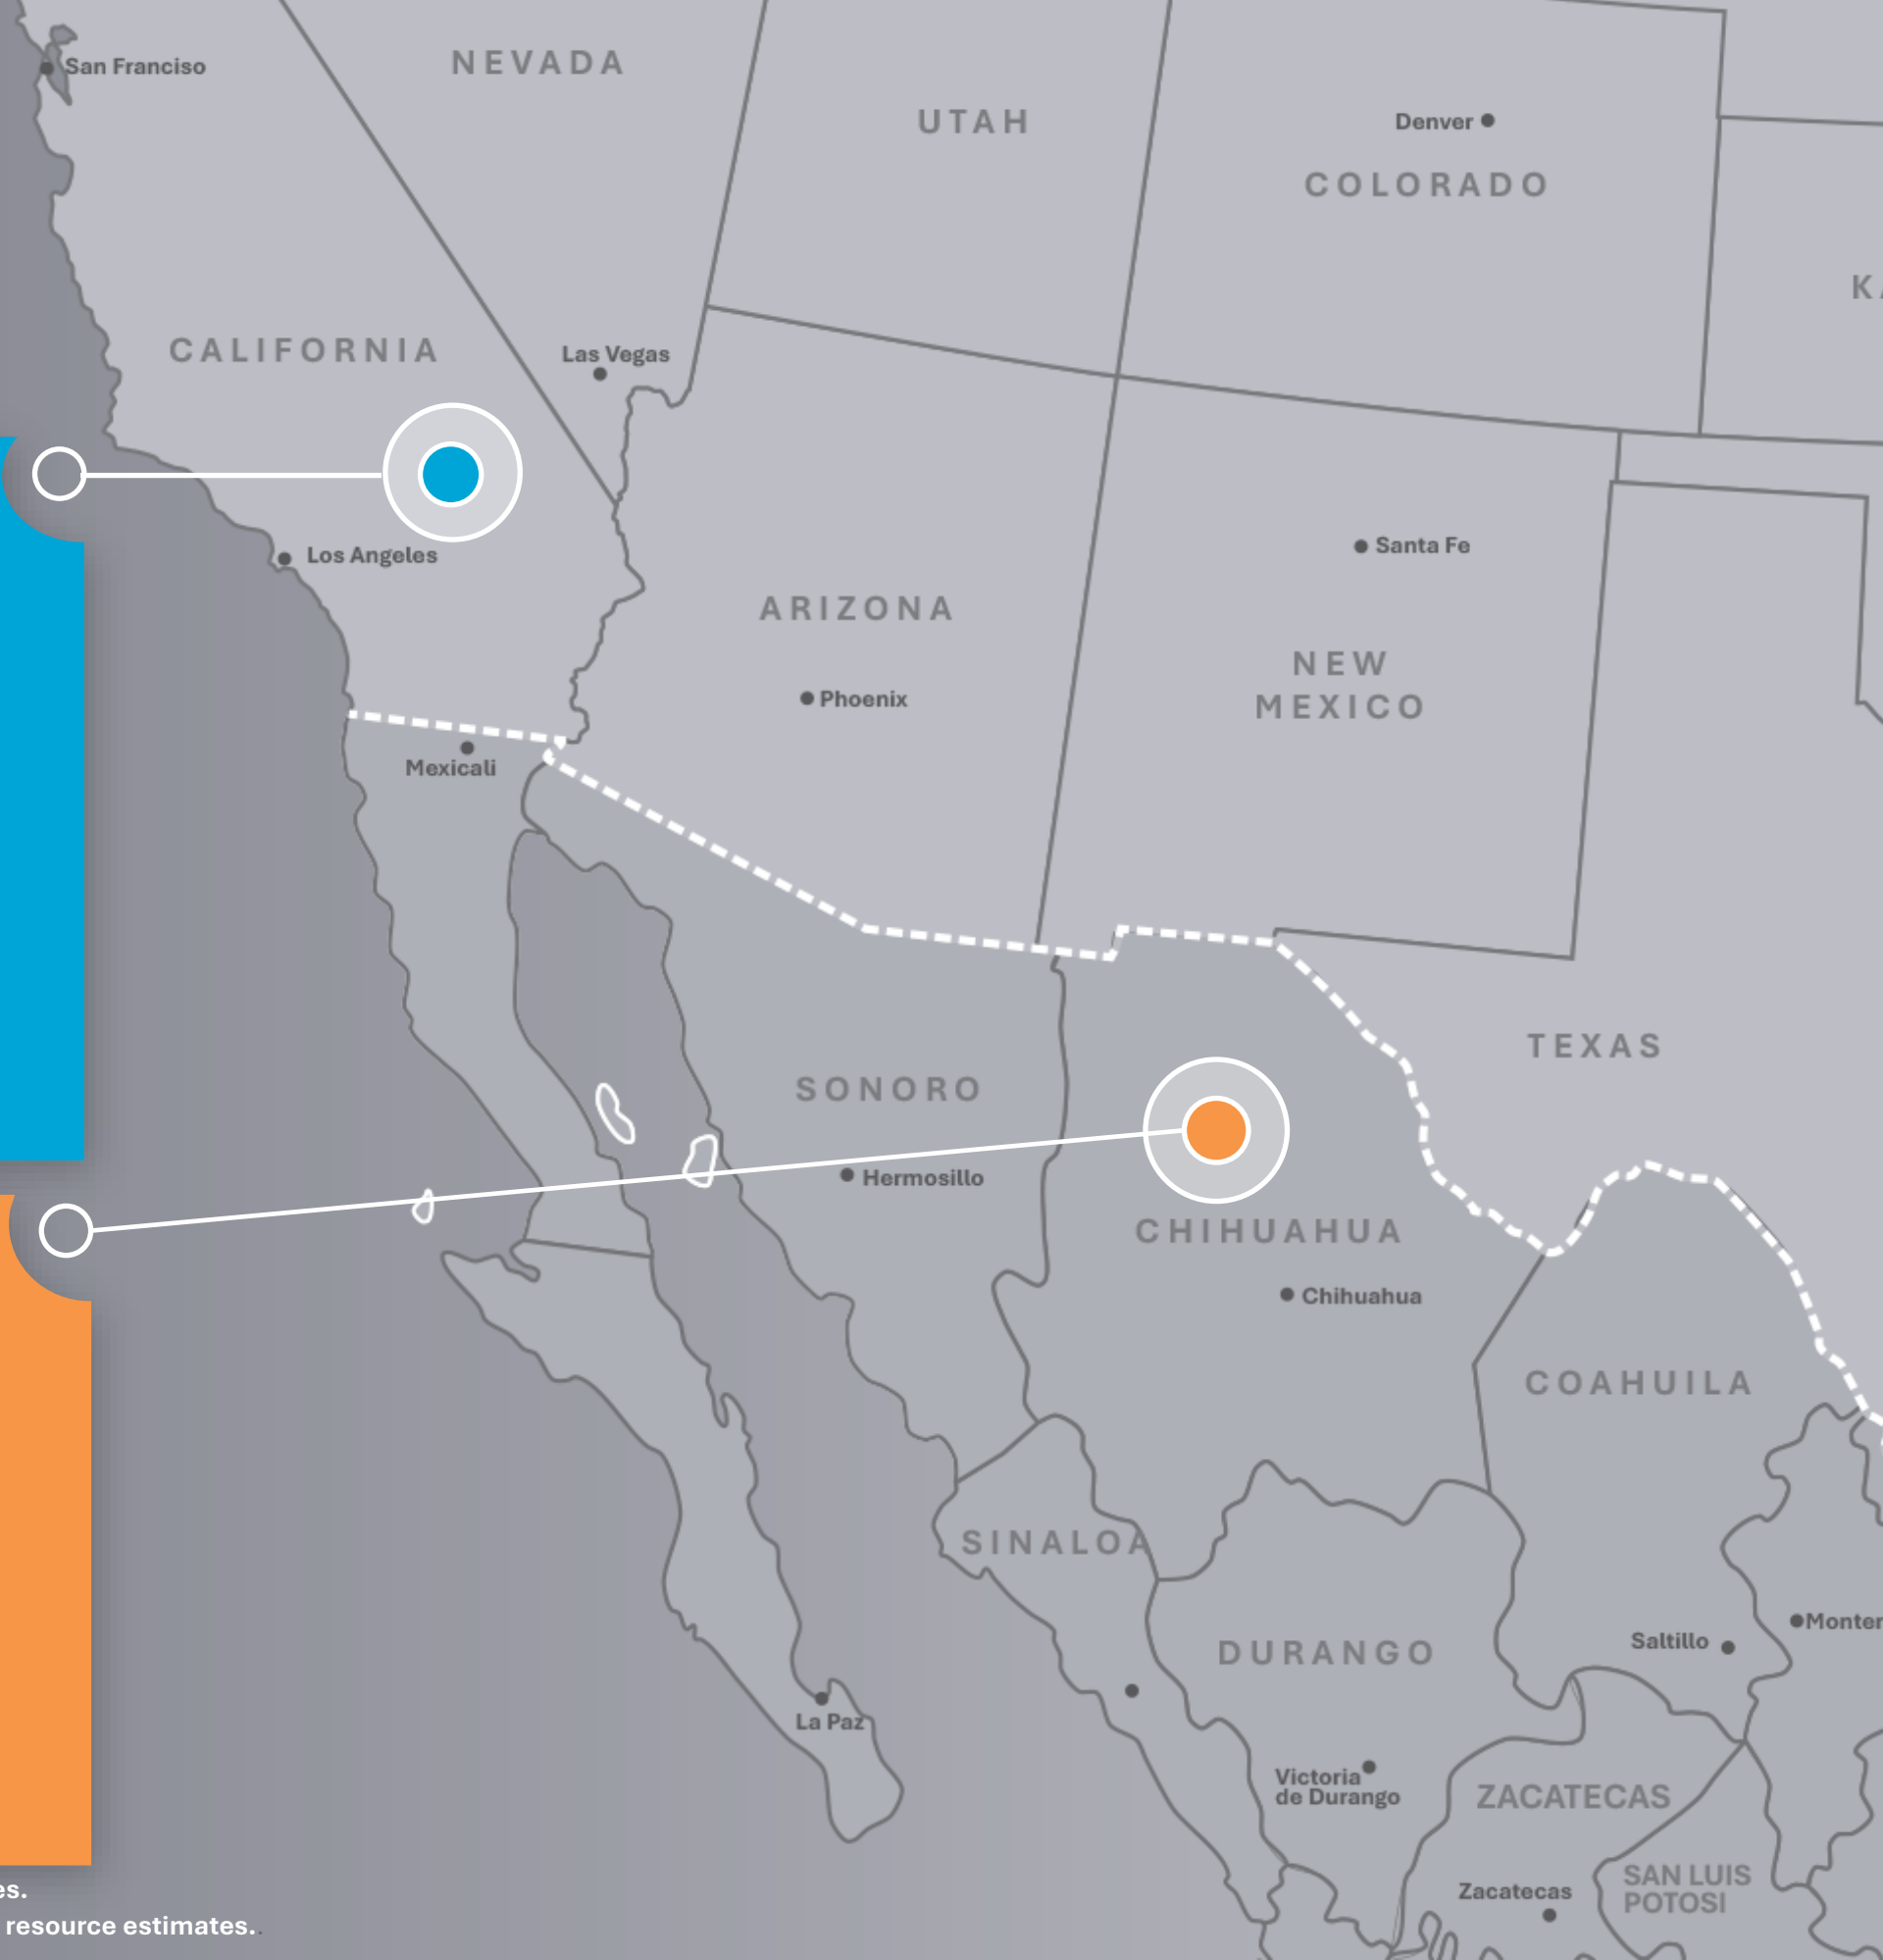 San Franciso
NEVADA
UTAH
Denver
COLORADO
CALIFORNIA
Las Vegas
Los Angeles
Santa Fe
ARIZONA
NEW
MEXICO
Phoenix
Mexicali
TEXAS
SONORO
Hermosillo
CHIHUAHUA
Chihuahua
COAHUILA
SINALOA
DURANGO
Saltillo
La Paz
Victoria
de Durango
ZACATECAS
SAN LUIS
POTOSI
Zacatecas
resource estimates..